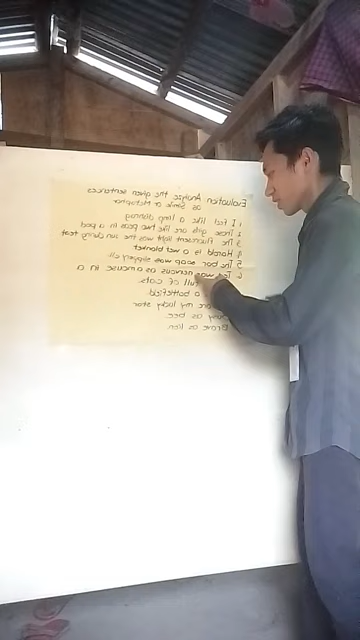 Evaluation Analyze the given sentences
as Simile or Metaphor
1 I feel like a limp dishrag
2 These girls are like two peas in a pod
3 The fluorescent light was the sun during test
4 Harold is a wet blanket
5 The bar soap was slippery
6 Ted was nervous as a mouse in a
full of cats.
a battlefield
are my lucky star
as bee
Brave as lion